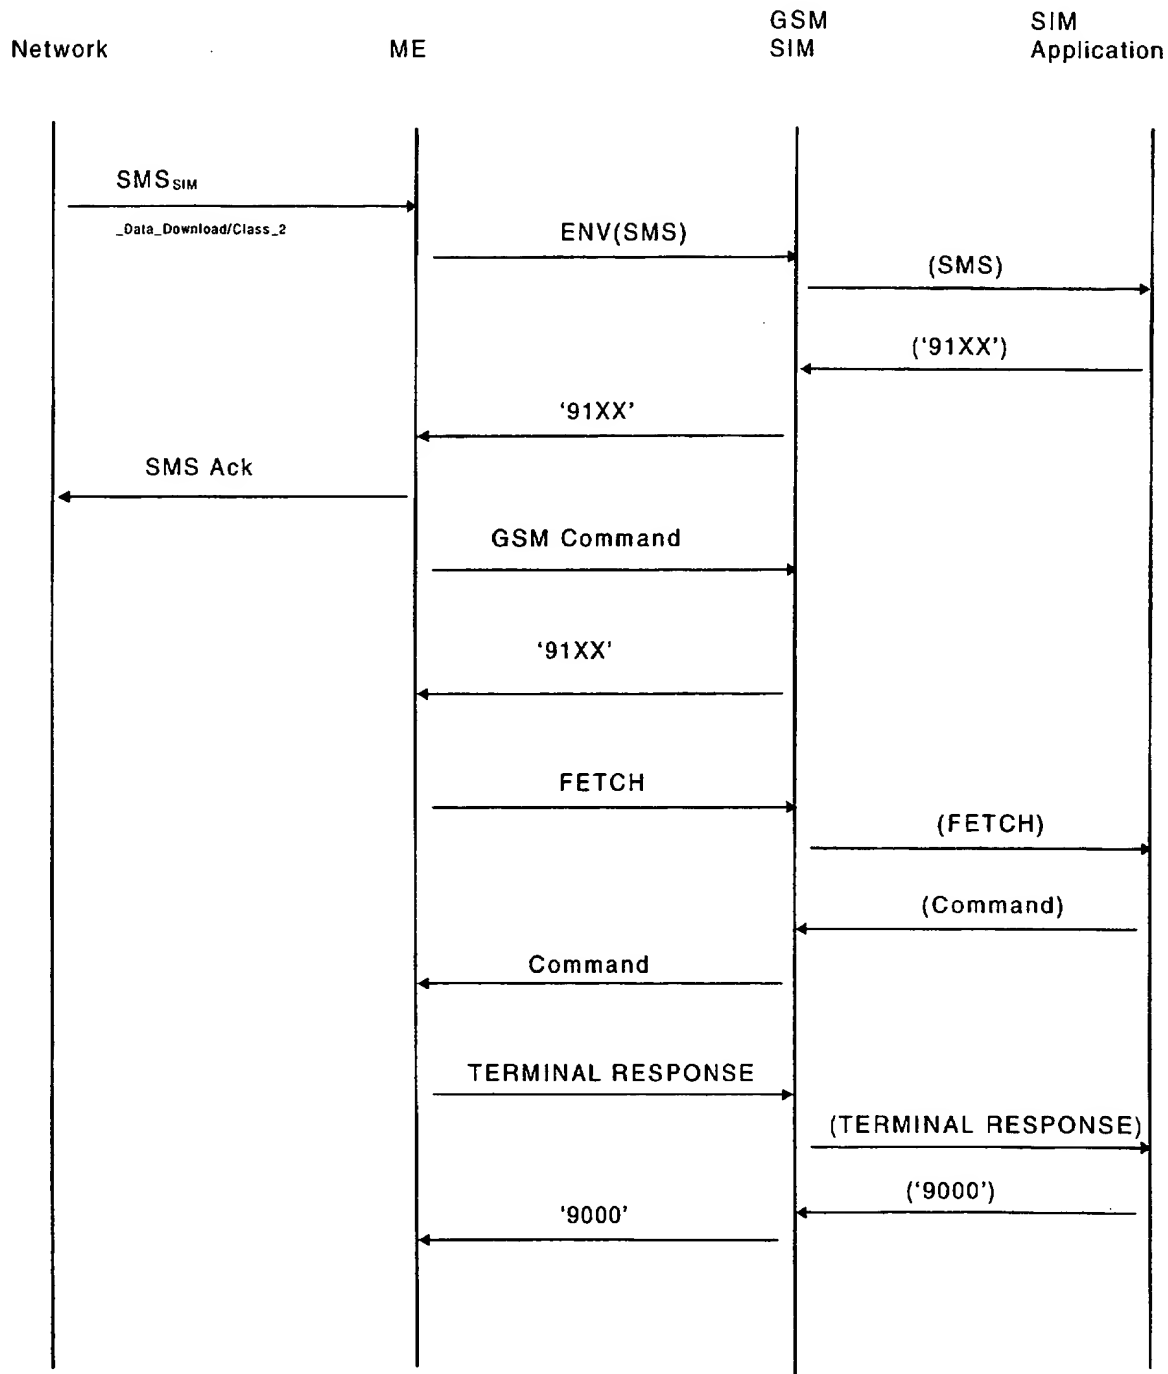 Network
ME
GSM
SIM
SIM
Application
SMSSIM
_Data_Download/Class_2
ENV(SMS)
(SMS)
('91XX')
'91XX'
SMS Ack
GSM Command
'91XX'
FETCH
(FETCH)
(Command)
Command
TERMINAL RESPONSE
(TERMINAL RESPONSE)
('9000')
'9000'